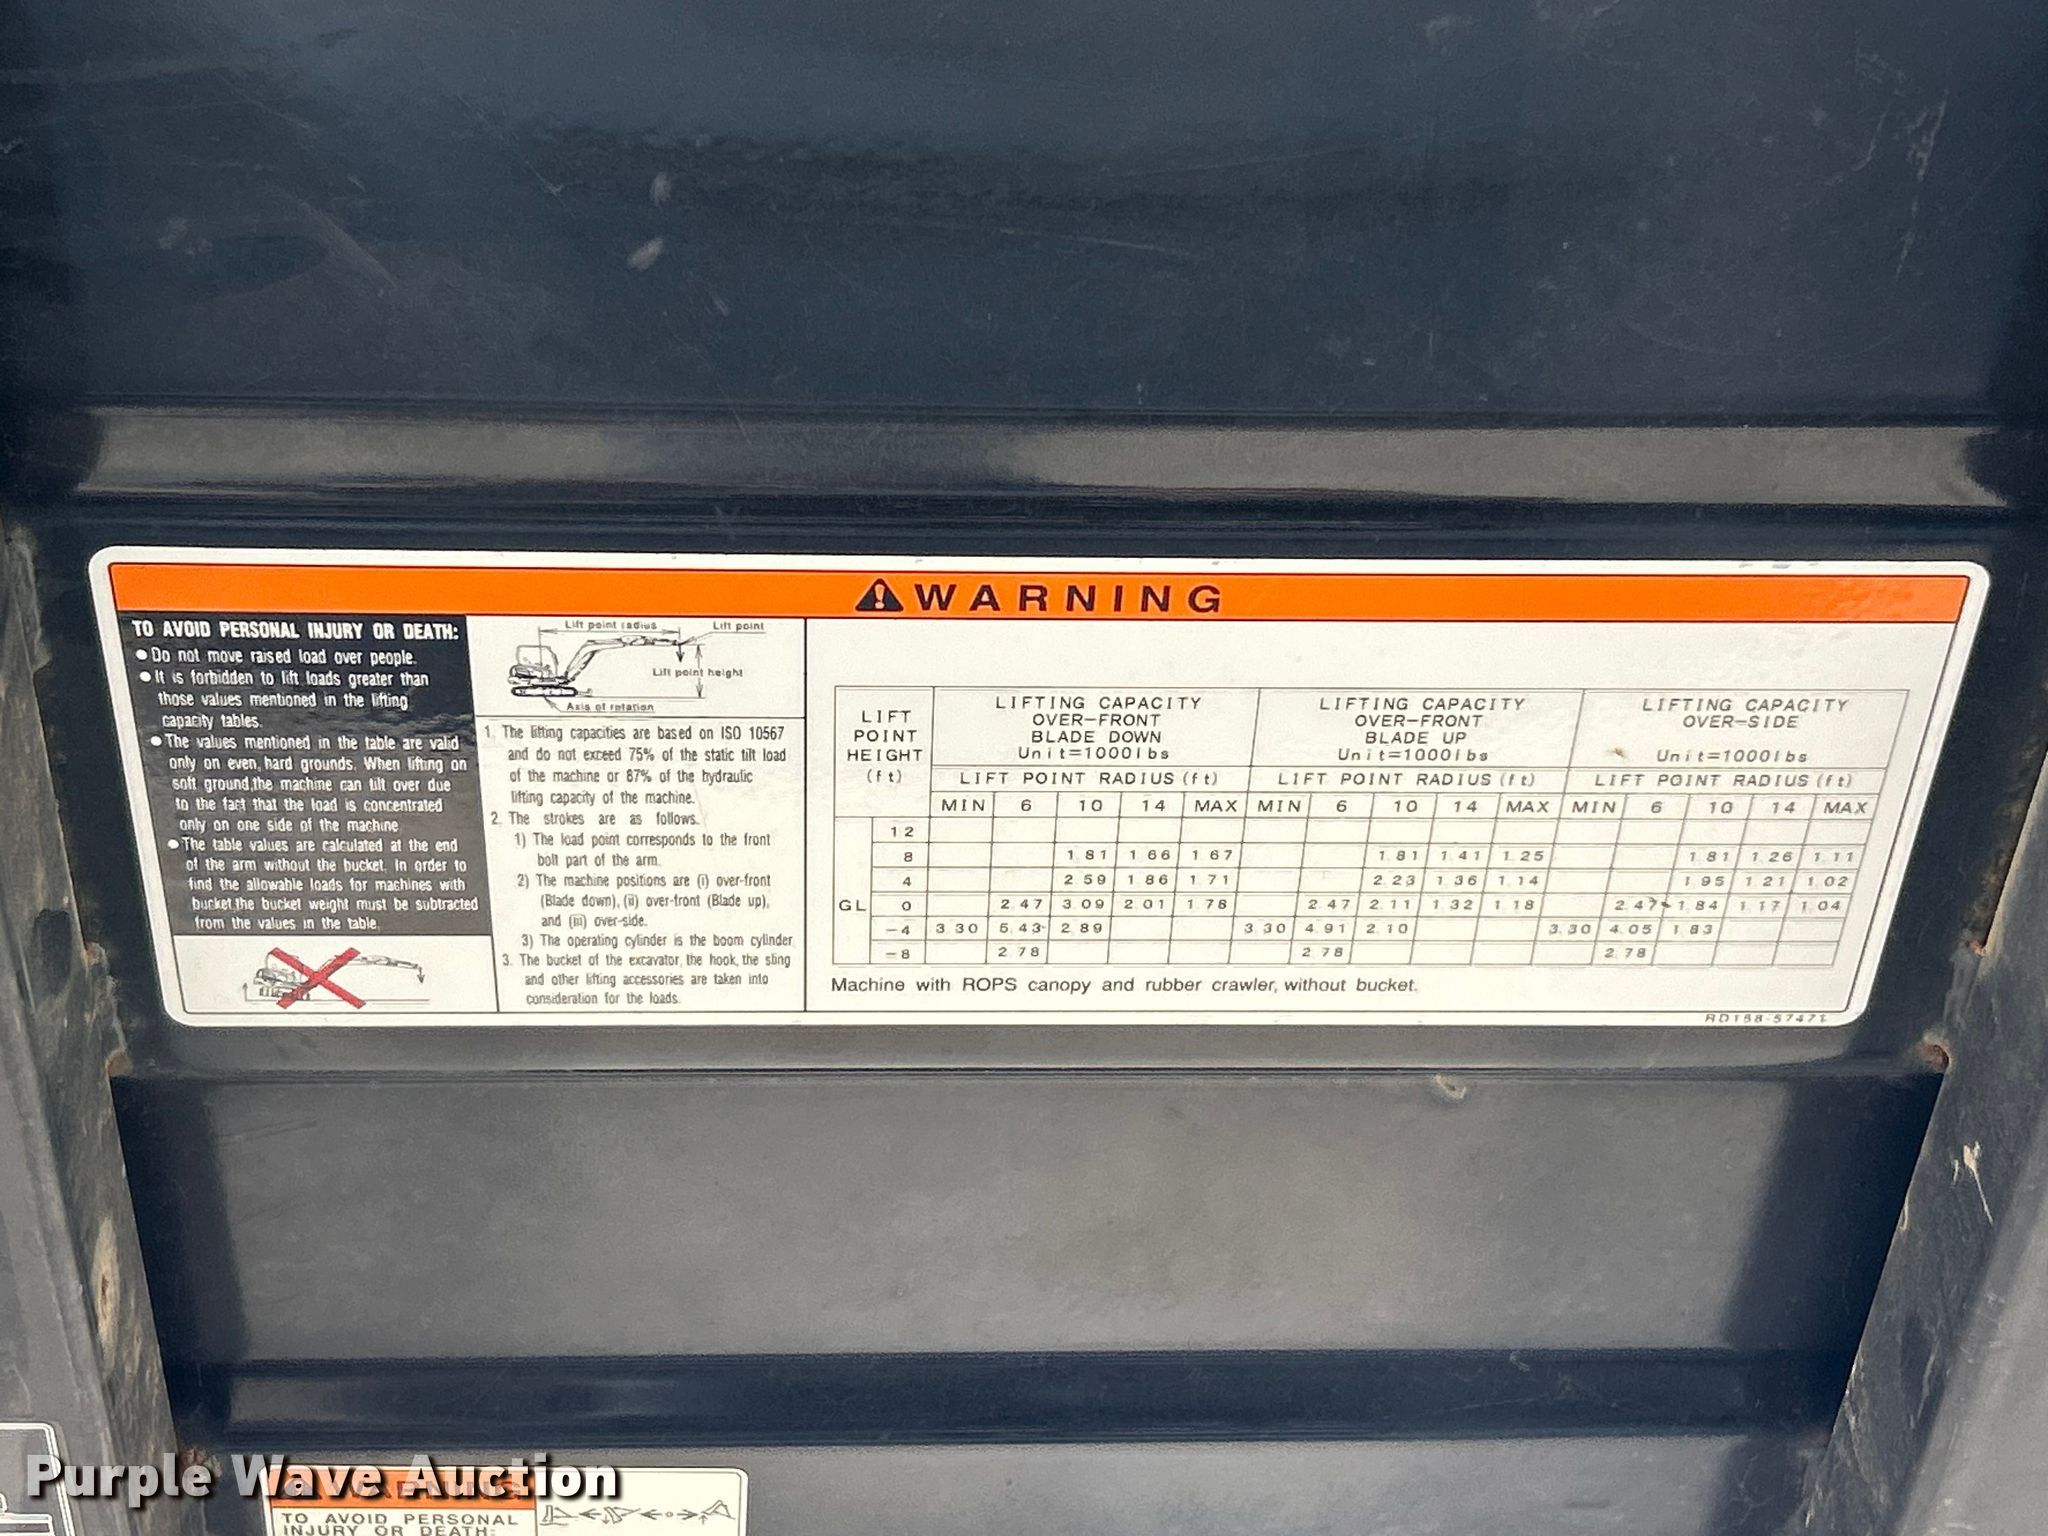 WARNING
TO AVOID PERSONAL INJURY OR DEATH:
● Do not move raised load over people.
● It is forbidden to lift loads greater than
those values mentioned in the lifting
capacity tables.
● The values mentioned in the table are valid
only on even, hard grounds. When lifting on
soft ground,the machine can tilt over due
to the fact that the load is concentrated
only on one side of the machine
● The table values are calculated at the end
of the arm without the bucket. In order to
find the allowable loads for machines with
bucket,the bucket weight must be subtracted
from the values in the table.
Lift point radius Lift point
Lift point height
Axis of rotation
1. The lifting capacities are based on ISO 10567
and do not exceed 75% of the static tilt load
of the machine or 87% of the hydraulic
lifting capacity of the machine.
2. The strokes are as follows.
1) The load point corresponds to the front
bolt part of the arm.
2) The machine positions are (i) over-front
(Blade down), (ii) over-front (Blade up),
and (iii) over-side.
3) The operating cylinder is the boom cylinder.
3. The bucket of the excavator, the hook, the sling
and other lifting accessories are taken into
consideration for the loads.
LIFT POINT HEIGHT (ft)
LIFTING CAPACITY OVER-FRONT BLADE DOWN Unit=1000lbs
LIFTING CAPACITY OVER-FRONT BLADE UP Unit=1000lbs
LIFTING CAPACITY OVER-SIDE Unit=1000lbs
LIFT POINT RADIUS (ft) LIFT POINT RADIUS (ft) LIFT POINT RADIUS (ft)
MIN 6 10 14 MAX MIN 6 10 14 MAX MIN 6 10 14 MAX
12
8 1.81 1.66 1.67 1.81 1.41 1.25 1.81 1.26 1.11
4 2.59 1.86 1.71 2.23 1.36 1.14 1.95 1.21 1.02
GL 0 2.47 3.09 2.01 1.78 2.47 2.11 1.32 1.18 2.47 1.84 1.17 1.04
-4 3.30 5.43 2.89 3.30 4.91 2.10 3.30 4.05 1.83
-8 2.78 2.78 2.78
Machine with ROPS canopy and rubber crawler, without bucket.
RD158-57471
Purple Wave Auction
TO AVOID PERSONAL
INJURY OR DEATH: